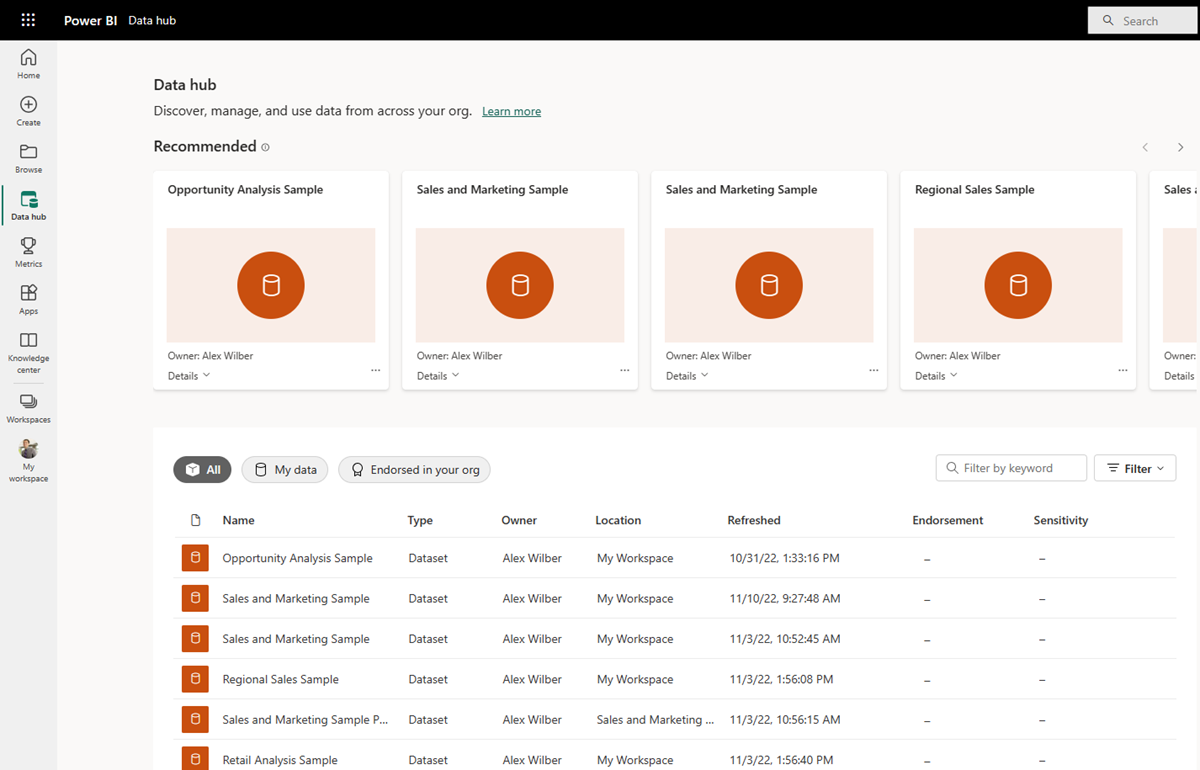 Power BI Data hub Search
Home
Create
Browse
Data hub
Metrics
Apps
Knowledge
center
Workspaces
My
workspace
Data hub
Discover, manage, and use data from across your org. Learn more
Recommended
Opportunity Analysis Sample
Owner: Alex Wilber
Details
Sales and Marketing Sample
Owner: Alex Wilber
Details
Sales and Marketing Sample
Owner: Alex Wilber
Details
Regional Sales Sample
Owner: Alex Wilber
Details
Sales
Owner:
Details
All My data Endorsed in your org Filter by keyword Filter
Name Type Owner Location Refreshed Endorsement Sensitivity
Opportunity Analysis Sample Dataset Alex Wilber My Workspace 10/31/22, 1:33:16 PM – –
Sales and Marketing Sample Dataset Alex Wilber My Workspace 11/10/22, 9:27:48 AM – –
Sales and Marketing Sample Dataset Alex Wilber My Workspace 11/3/22, 10:52:45 AM – –
Regional Sales Sample Dataset Alex Wilber My Workspace 11/3/22, 1:56:08 PM – –
Sales and Marketing Sample P... Dataset Alex Wilber Sales and Marketing ... 11/3/22, 10:56:15 AM – –
Retail Analysis Sample Dataset Alex Wilber My Workspace 11/3/22, 1:56:40 PM – –